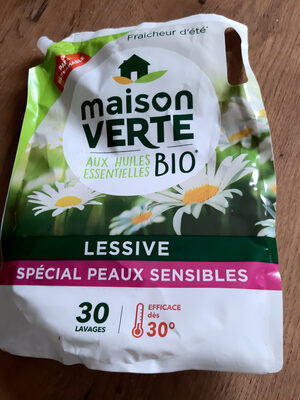 Fraîcheur d'été*
maison
VERTE
AUX HUILES
ESSENTIELLES BIO*
LESSIVE
SPÉCIAL PEAUX SENSIBLES
30
LAVAGES
EFFICACE
dès
30°